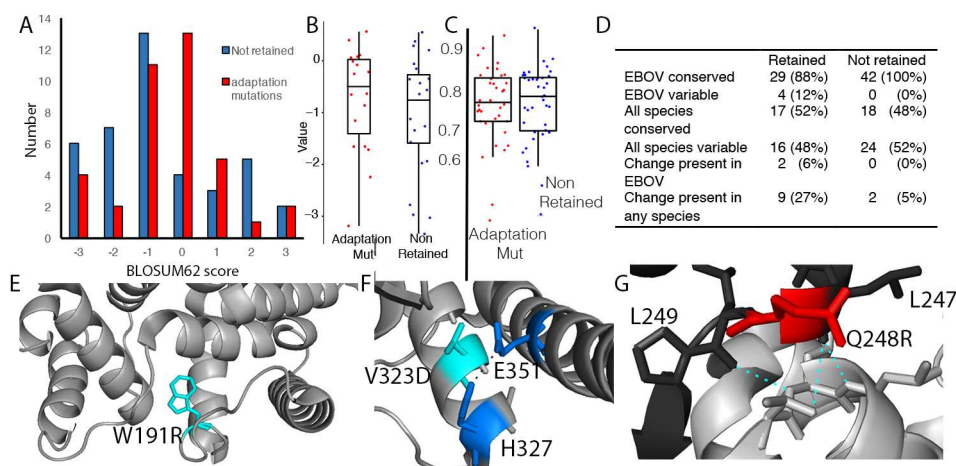 A
14
12
10
8
6
4
2
0
Number
-3 -2 -1 0 1 2 3
BLOSUM62 score
Not retained
adaptation
mutations
B
Value
0
−1
−2
−3
Adaptation
Mut
Non
Retained
C
0.9
0.8
0.7
0.6
Non
Retained
Adaptation
Mut
D
Retained Not retained
EBOV conserved 29 (88%) 42 (100%)
EBOV variable 4 (12%) 0 (0%)
All species 17 (52%) 18 (48%)
conserved
All species variable 16 (48%) 24 (52%)
Change present in 2 (6%) 0 (0%)
EBOV
Change present in 9 (27%) 2 (5%)
any species
E
W191R
F
V323D
E351
H327
G
L249
L247
Q248R